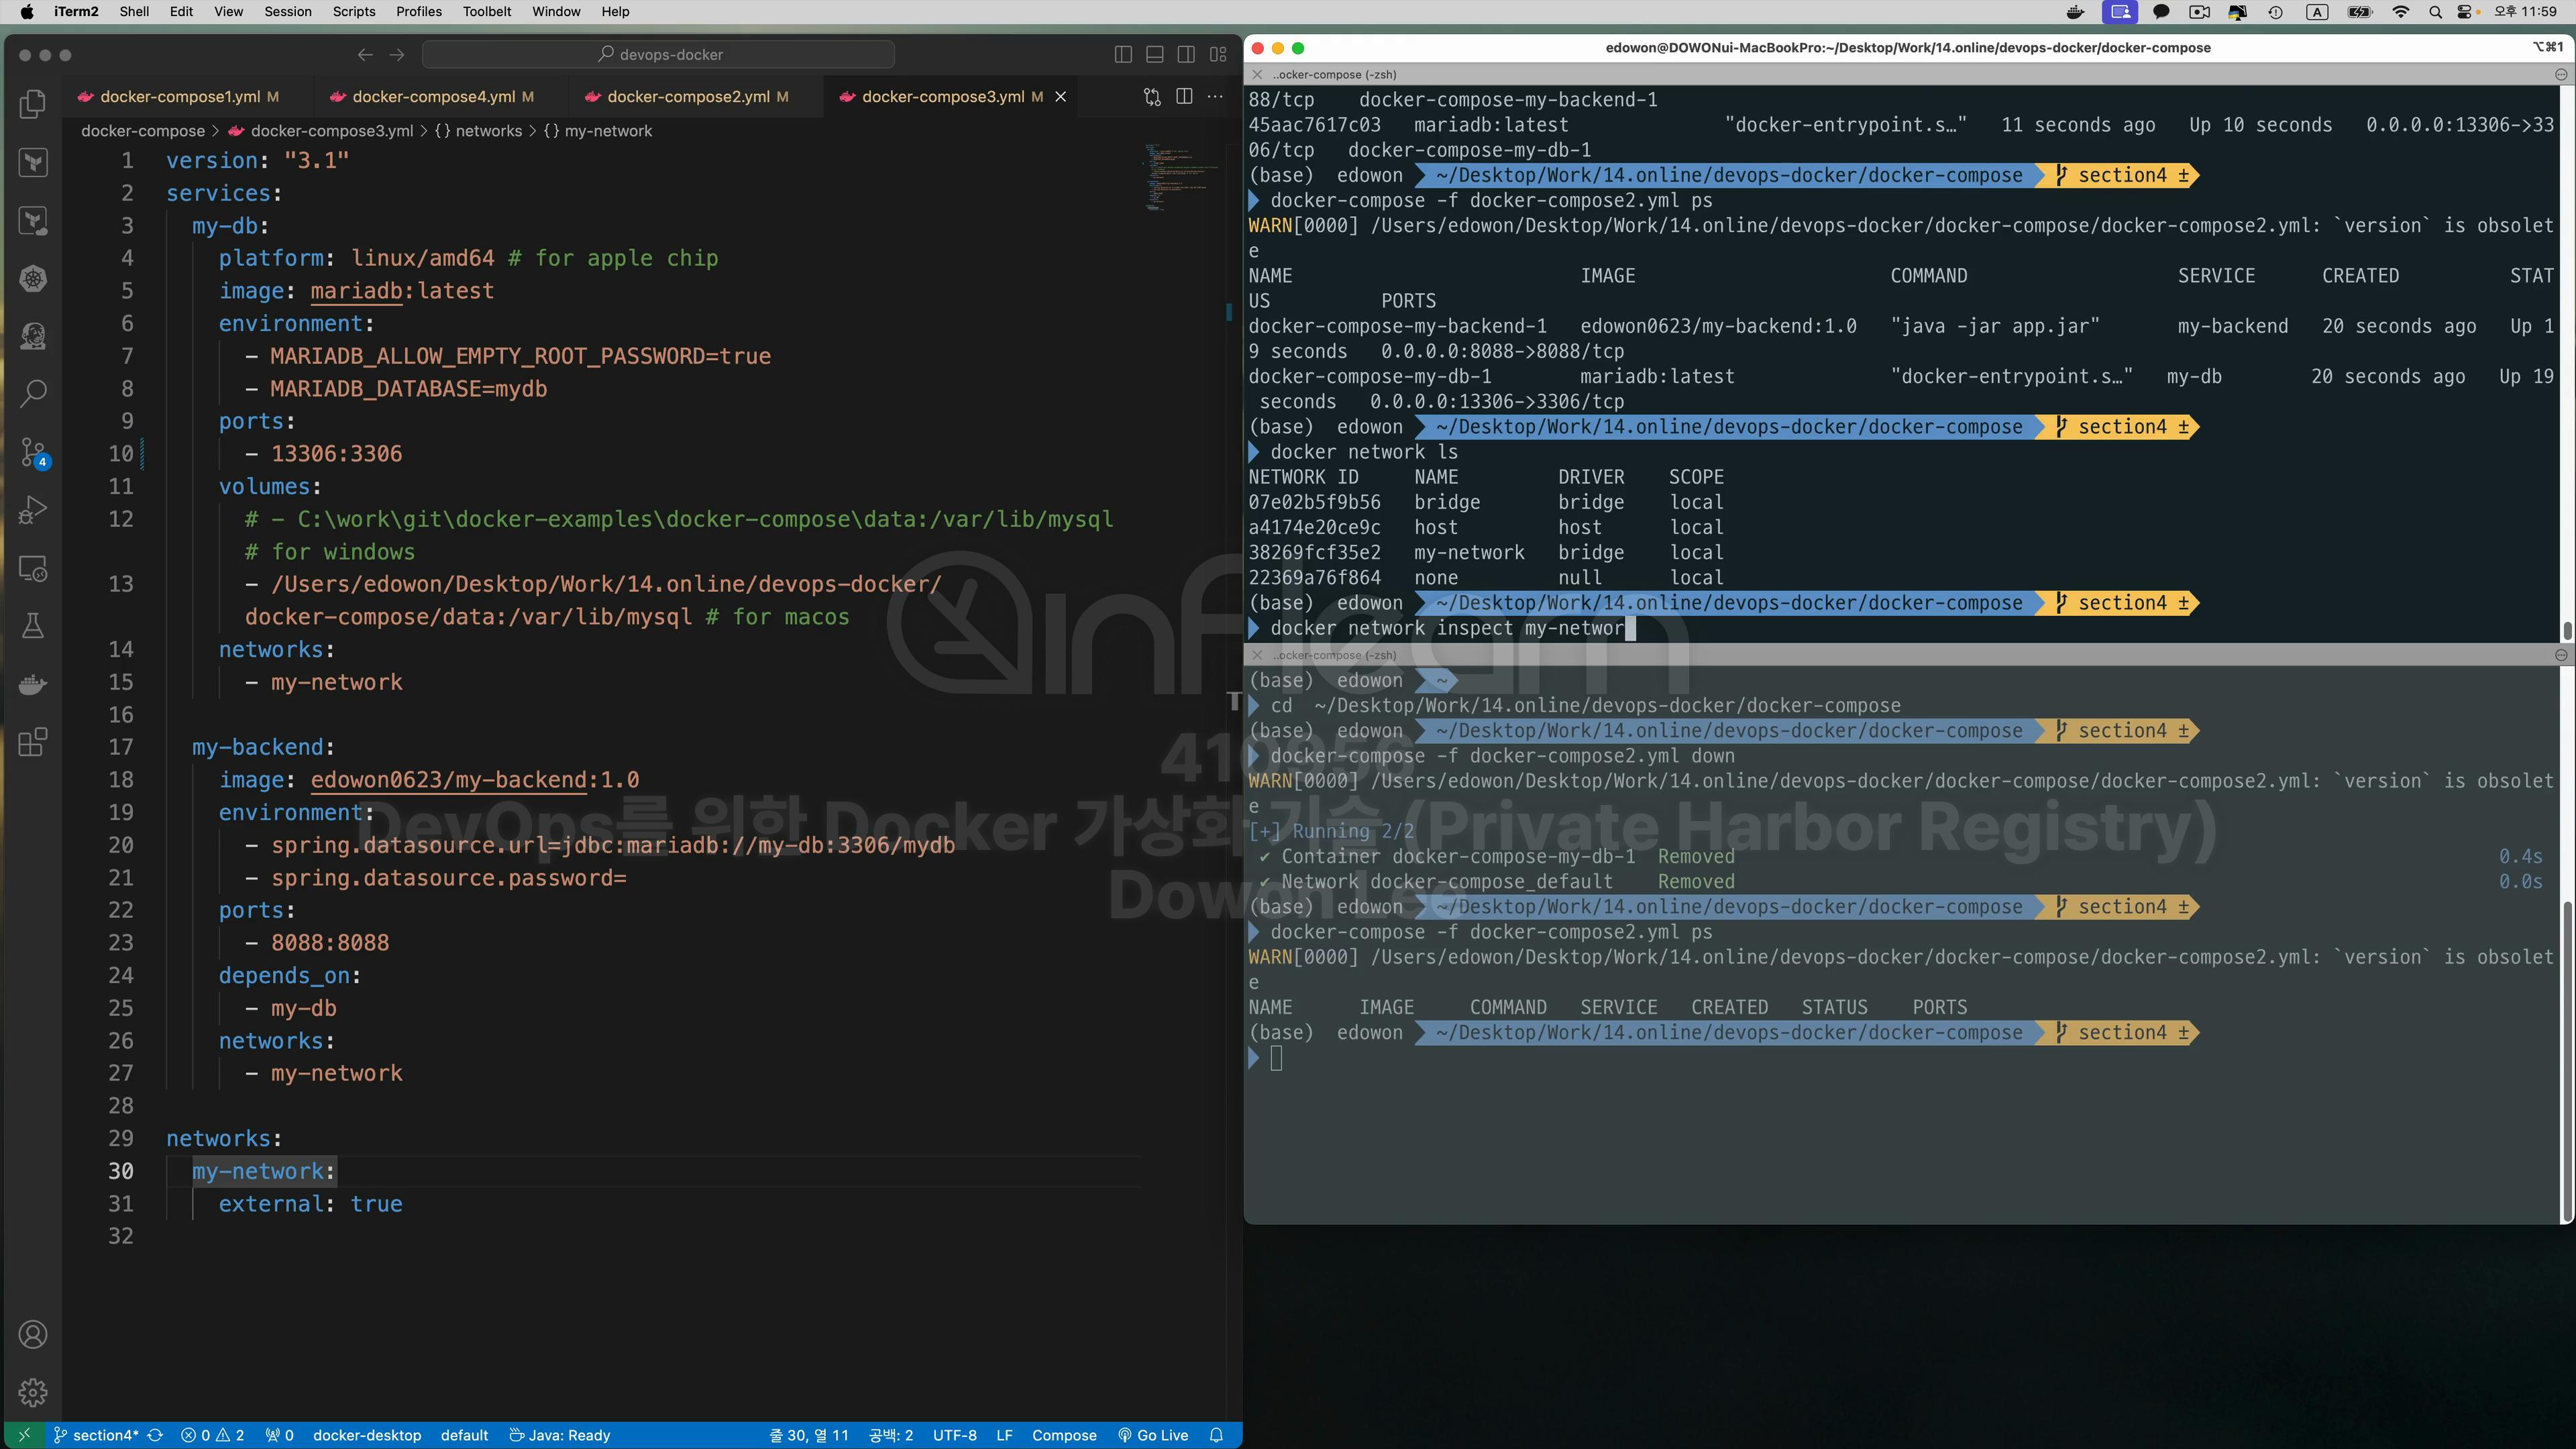 iTerm2 Shell Edit View Session Scripts Profiles Toolbelt Window Help
A 오후 11:59
devops-docker
docker-compose1.yml M docker-compose4.yml M docker-compose2.yml M docker-compose3.yml M
docker-compose > docker-compose3.yml > {} networks > {} my-network
1 version: "3.1"
2 services:
3 my-db:
4 platform: linux/amd64 # for apple chip
5 image: mariadb:latest
6 environment:
7 - MARIADB_ALLOW_EMPTY_ROOT_PASSWORD=true
8 - MARIADB_DATABASE=mydb
9 ports:
10 - 13306:3306
11 volumes:
12 # - C:\work\git\docker-examples\docker-compose\data:/var/lib/mysql
# for windows
13 - /Users/edowon/Desktop/Work/14.online/devops-docker/
docker-compose/data:/var/lib/mysql # for macos
14 networks:
15 - my-network
16
17 my-backend:
18 image: edowon0623/my-backend:1.0
19 environment:
20 - spring.datasource.url=jdbc:mariadb://my-db:3306/mydb
21 - spring.datasource.password=
22 ports:
23 - 8088:8088
24 depends_on:
25 - my-db
26 networks:
27 - my-network
28
29 networks:
30 my-network:
31 external: true
32
4
section4* 0 2 0 docker-desktop default Java: Ready 줄 30, 열 11 공백: 2 UTF-8 LF Compose Go Live
edowon@DOWONui-MacBookPro:~/Desktop/Work/14.online/devops-docker/docker-compose ⌥⌘1
..ocker-compose (-zsh)
88/tcp docker-compose-my-backend-1
45aac7617c03 mariadb:latest "docker-entrypoint.s…" 11 seconds ago Up 10 seconds 0.0.0.0:13306->33
06/tcp docker-compose-my-db-1
(base) edowon ~/Desktop/Work/14.online/devops-docker/docker-compose section4 ±
docker-compose -f docker-compose2.yml ps
WARN[0000] /Users/edowon/Desktop/Work/14.online/devops-docker/docker-compose/docker-compose2.yml: `version` is obsolet
e
NAME IMAGE COMMAND SERVICE CREATED STAT
US PORTS
docker-compose-my-backend-1 edowon0623/my-backend:1.0 "java -jar app.jar" my-backend 20 seconds ago Up 1
9 seconds 0.0.0.0:8088->8088/tcp
docker-compose-my-db-1 mariadb:latest "docker-entrypoint.s…" my-db 20 seconds ago Up 19
seconds 0.0.0.0:13306->3306/tcp
(base) edowon ~/Desktop/Work/14.online/devops-docker/docker-compose section4 ±
docker network ls
NETWORK ID NAME DRIVER SCOPE
07e02b5f9b56 bridge bridge local
a4174e20ce9c host host local
38269fcf35e2 my-network bridge local
22369a76f864 none null local
(base) edowon ~/Desktop/Work/14.online/devops-docker/docker-compose section4 ±
docker network inspect my-networ
..ocker-compose (-zsh)
(base) edowon ~
cd ~/Desktop/Work/14.online/devops-docker/docker-compose
(base) edowon ~/Desktop/Work/14.online/devops-docker/docker-compose section4 ±
docker-compose -f docker-compose2.yml down
WARN[0000] /Users/edowon/Desktop/Work/14.online/devops-docker/docker-compose/docker-compose2.yml: `version` is obsolet
e
[+] Running 2/2
✔ Container docker-compose-my-db-1 Removed 0.4s
✔ Network docker-compose_default Removed 0.0s
(base) edowon ~/Desktop/Work/14.online/devops-docker/docker-compose section4 ±
docker-compose -f docker-compose2.yml ps
WARN[0000] /Users/edowon/Desktop/Work/14.online/devops-docker/docker-compose/docker-compose2.yml: `version` is obsolet
e
NAME IMAGE COMMAND SERVICE CREATED STATUS PORTS
(base) edowon ~/Desktop/Work/14.online/devops-docker/docker-compose section4 ±
inflearn
410956
DevOps를 위한 Docker 가상화 기술 (Private Harbor Registry)
Dowon Lee